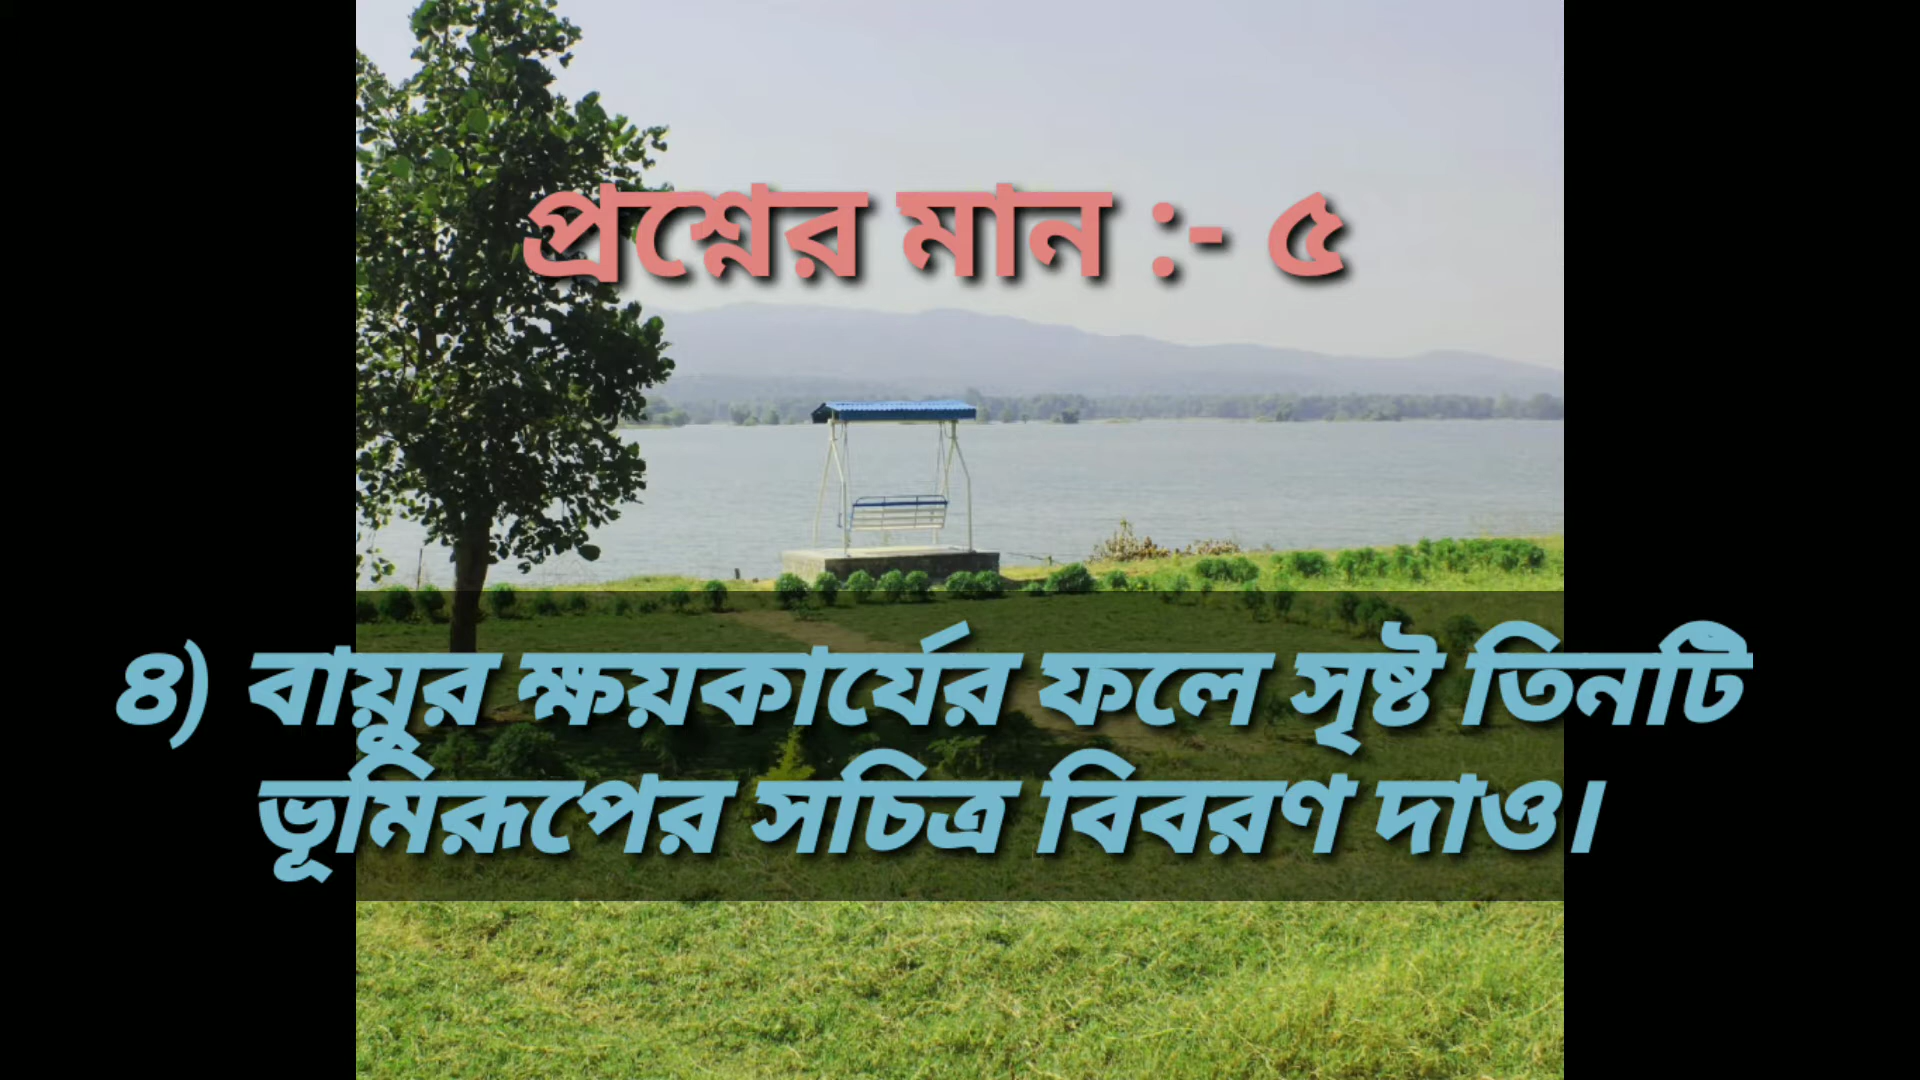 প্রশ্নের মান :- ৫
৪) বায়ুর ক্ষয়কার্যের ফলে সৃষ্ট তিনটি
ভূমিরূপের সচিত্র বিবরণ দাও।